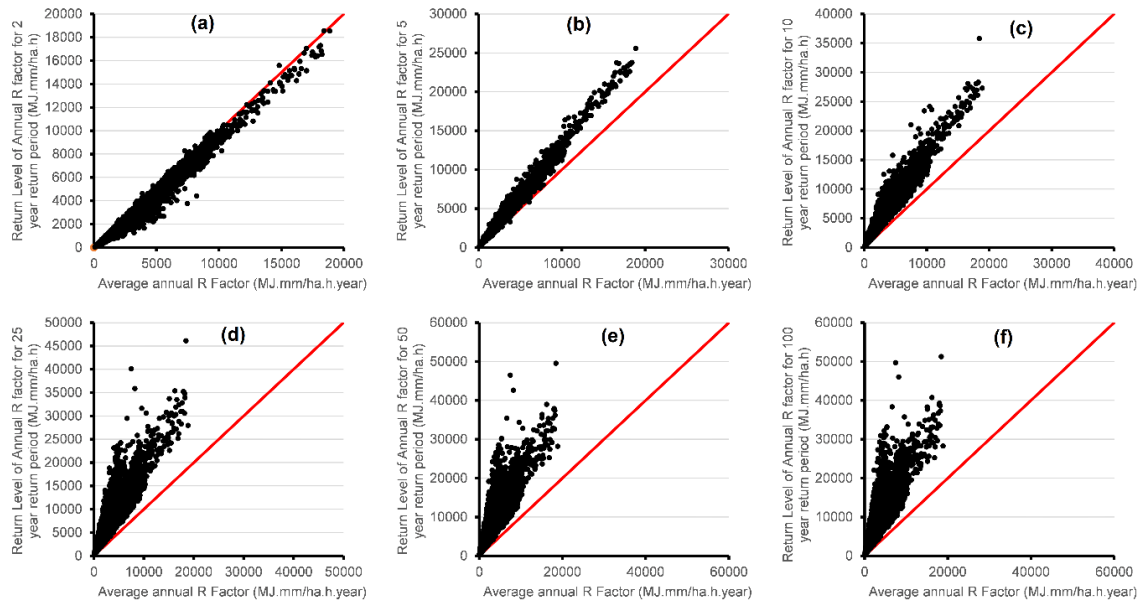 (a)
Return Level of Annual R factor for 2
year return period (MJ.mm/ha.h)
20000
18000
16000
14000
12000
10000
8000
6000
4000
2000
0
0 5000 10000 15000 20000
Average annual R Factor (MJ.mm/ha.h.year)
(b)
Return Level of Annual R factor for 5
year return period (MJ.mm/ha.h)
30000
25000
20000
15000
10000
5000
0
0 10000 20000 30000
Average annual R Factor (MJ.mm/ha.h.year)
(c)
Return Level of Annual R factor for 10
year return period (MJ.mm/ha.h)
40000
35000
30000
25000
20000
15000
10000
5000
0
0 10000 20000 30000 40000
Average annual R Factor (MJ.mm/ha.h.year)
(d)
Return Level of Annual R factor for 25
year return period (MJ.mm/ha.h)
50000
45000
40000
35000
30000
25000
20000
15000
10000
5000
0
0 10000 20000 30000 40000 50000
Average annual R Factor (MJ.mm/ha.h.year)
(e)
Return Level of Annual R factor for 50
year return period (MJ.mm/ha.h)
60000
50000
40000
30000
20000
10000
0
0 20000 40000 60000
Average annual R Factor (MJ.mm/ha.h.year)
(f)
Return Level of Annual R factor for 100
year return period (MJ.mm/ha.h)
60000
50000
40000
30000
20000
10000
0
0 20000 40000 60000
Average annual R Factor (MJ.mm/ha.h.year)